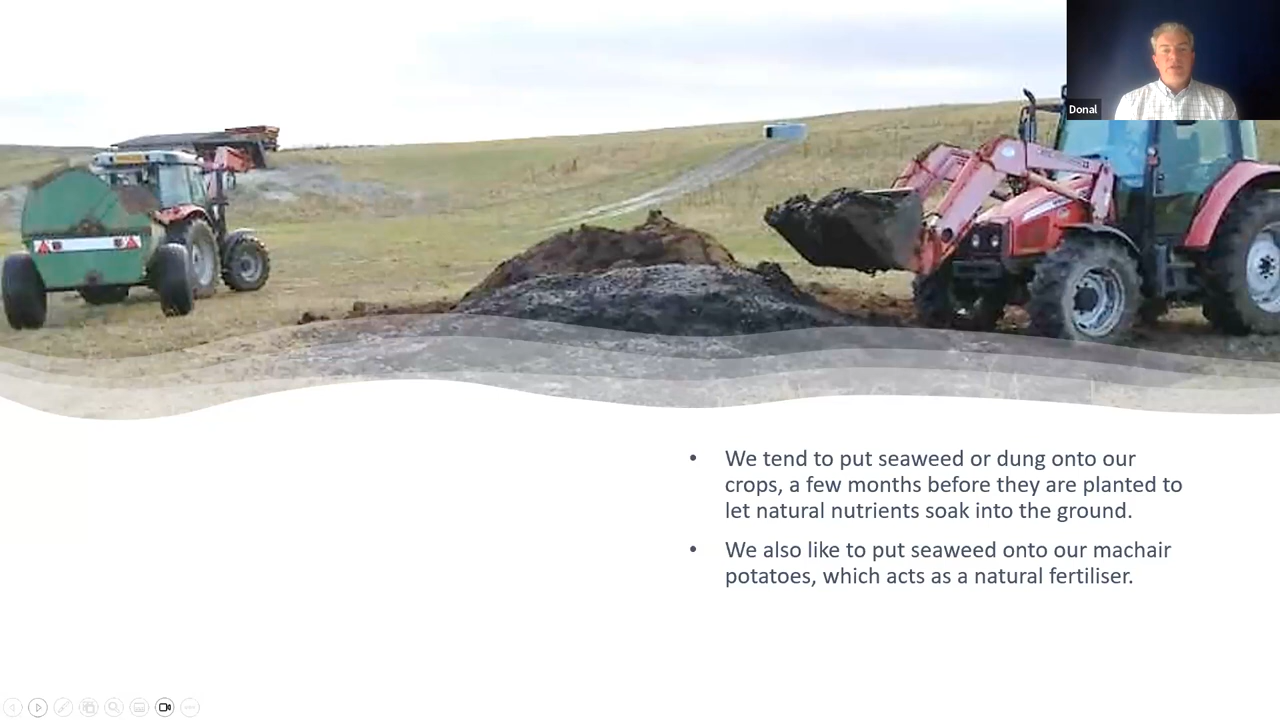 Donal
• We tend to put seaweed or dung onto our
crops, a few months before they are planted to
let natural nutrients soak into the ground.
• We also like to put seaweed onto our machair
potatoes, which acts as a natural fertiliser.